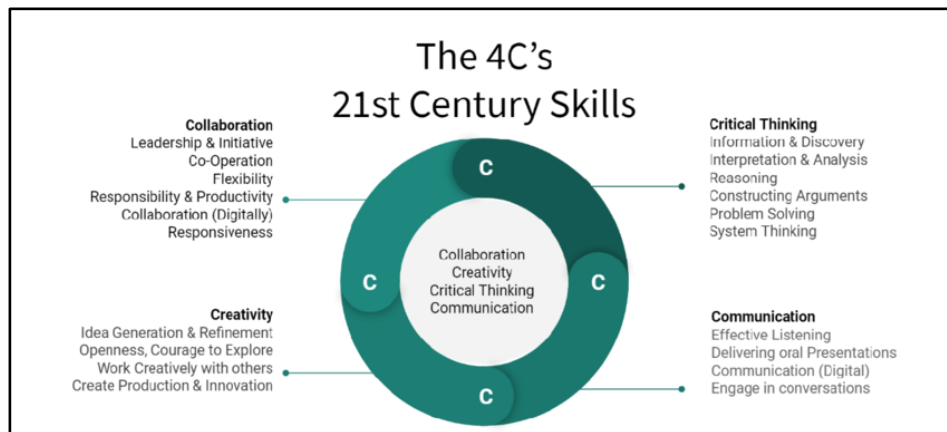 The 4C's
21st Century Skills
Collaboration
Leadership & Initiative
Co-Operation
Flexibility
Responsibility & Productivity
Collaboration (Digitally)
Responsiveness
Critical Thinking
Information & Discovery
Interpretation & Analysis
Reasoning
Constructing Arguments
Problem Solving
System Thinking
C
C
C
C
Collaboration
Creativity
Critical Thinking
Communication
Creativity
Idea Generation & Refinement
Openness, Courage to Explore
Work Creatively with others
Create Production & Innovation
Communication
Effective Listening
Delivering oral Presentations
Communication (Digital)
Engage in conversations